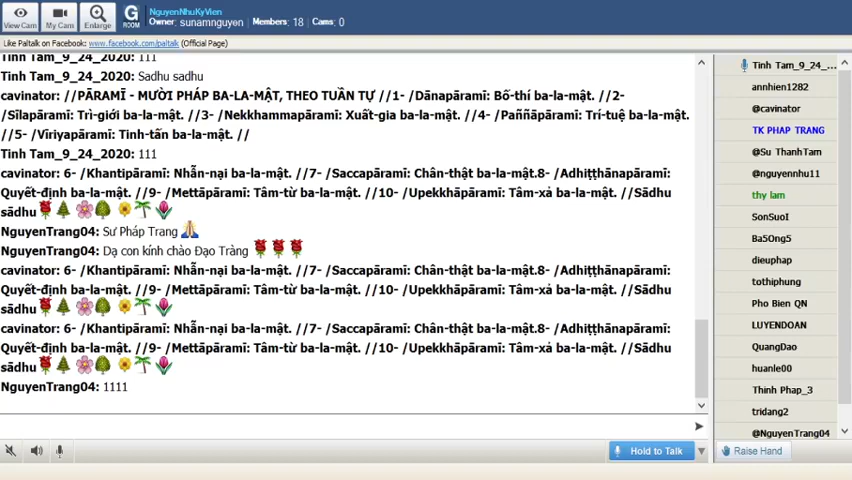 View Cam
My Cam
Enlarge
G
ROOM
NguyenNhuKyVien
Owner: sunamnguyen Members: 18 Cams: 0
Like Paltalk on Facebook: www.facebook.com/paltalk (Official Page)
Tinh Tam_9_24_2020: 111
Tinh Tam_9_24_2020: Sadhu sadhu
cavinator: //PĀRAMĪ - MƯỜI PHÁP BA-LA-MẬT, THEO TUẦN TỰ //1- /Dānapāramī: Bố-thí ba-la-mật. //2-
/Sīlapāramī: Trì-giới ba-la-mật. //3- /Nekkhammapāramī: Xuất-gia ba-la-mật. //4- /Paññāpāramī: Trí-tuệ ba-la-mật.
//5- /Viriyapāramī: Tinh-tấn ba-la-mật. //
Tinh Tam_9_24_2020: 111
cavinator: 6- /Khantipāramī: Nhẫn-nại ba-la-mật. //7- /Saccapāramī: Chân-thật ba-la-mật.8- /Adhiṭṭhānapāramī:
Quyết-định ba-la-mật. //9- /Mettāpāramī: Tâm-từ ba-la-mật. //10- /Upekkhāpāramī: Tâm-xả ba-la-mật. //Sādhu
sādhu
NguyenTrang04: Sư Pháp Trang
NguyenTrang04: Dạ con kính chào Đạo Tràng
cavinator: 6- /Khantipāramī: Nhẫn-nại ba-la-mật. //7- /Saccapāramī: Chân-thật ba-la-mật.8- /Adhiṭṭhānapāramī:
Quyết-định ba-la-mật. //9- /Mettāpāramī: Tâm-từ ba-la-mật. //10- /Upekkhāpāramī: Tâm-xả ba-la-mật. //Sādhu
sādhu
cavinator: 6- /Khantipāramī: Nhẫn-nại ba-la-mật. //7- /Saccapāramī: Chân-thật ba-la-mật.8- /Adhiṭṭhānapāramī:
Quyết-định ba-la-mật. //9- /Mettāpāramī: Tâm-từ ba-la-mật. //10- /Upekkhāpāramī: Tâm-xả ba-la-mật. //Sādhu
sādhu
NguyenTrang04: 1111
Tinh Tam_9_24_...
annhien1282
@cavinator
TK PHAP TRANG
@Su ThanhTam
@nguyennhu11
thy lam
SonSuoI
Ba5Ong5
dieuphap
tothiphung
Pho Bien QN
LUYENDOAN
QuangDao
huanle00
Thinh Phap_3
tridang2
@NguyenTrang04
Hold to Talk
Raise Hand